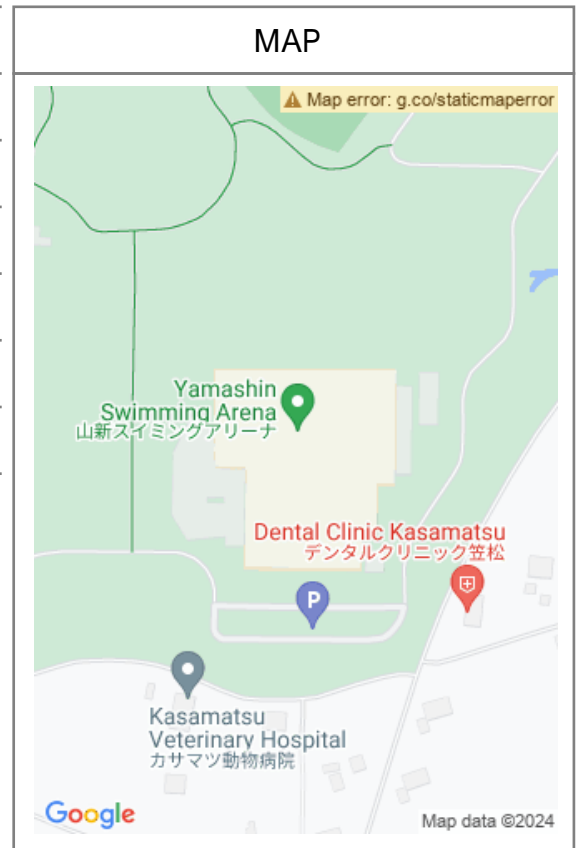 MAP
Map error: g.co/staticmaperror
Yamashin
Swimming Arena
山新スイミングアリーナ
Dental Clinic Kasamatsu
デンタルクリニック笠松
P
Kasamatsu
Veterinary Hospital
カサマツ動物病院
Google
Map data ©2024